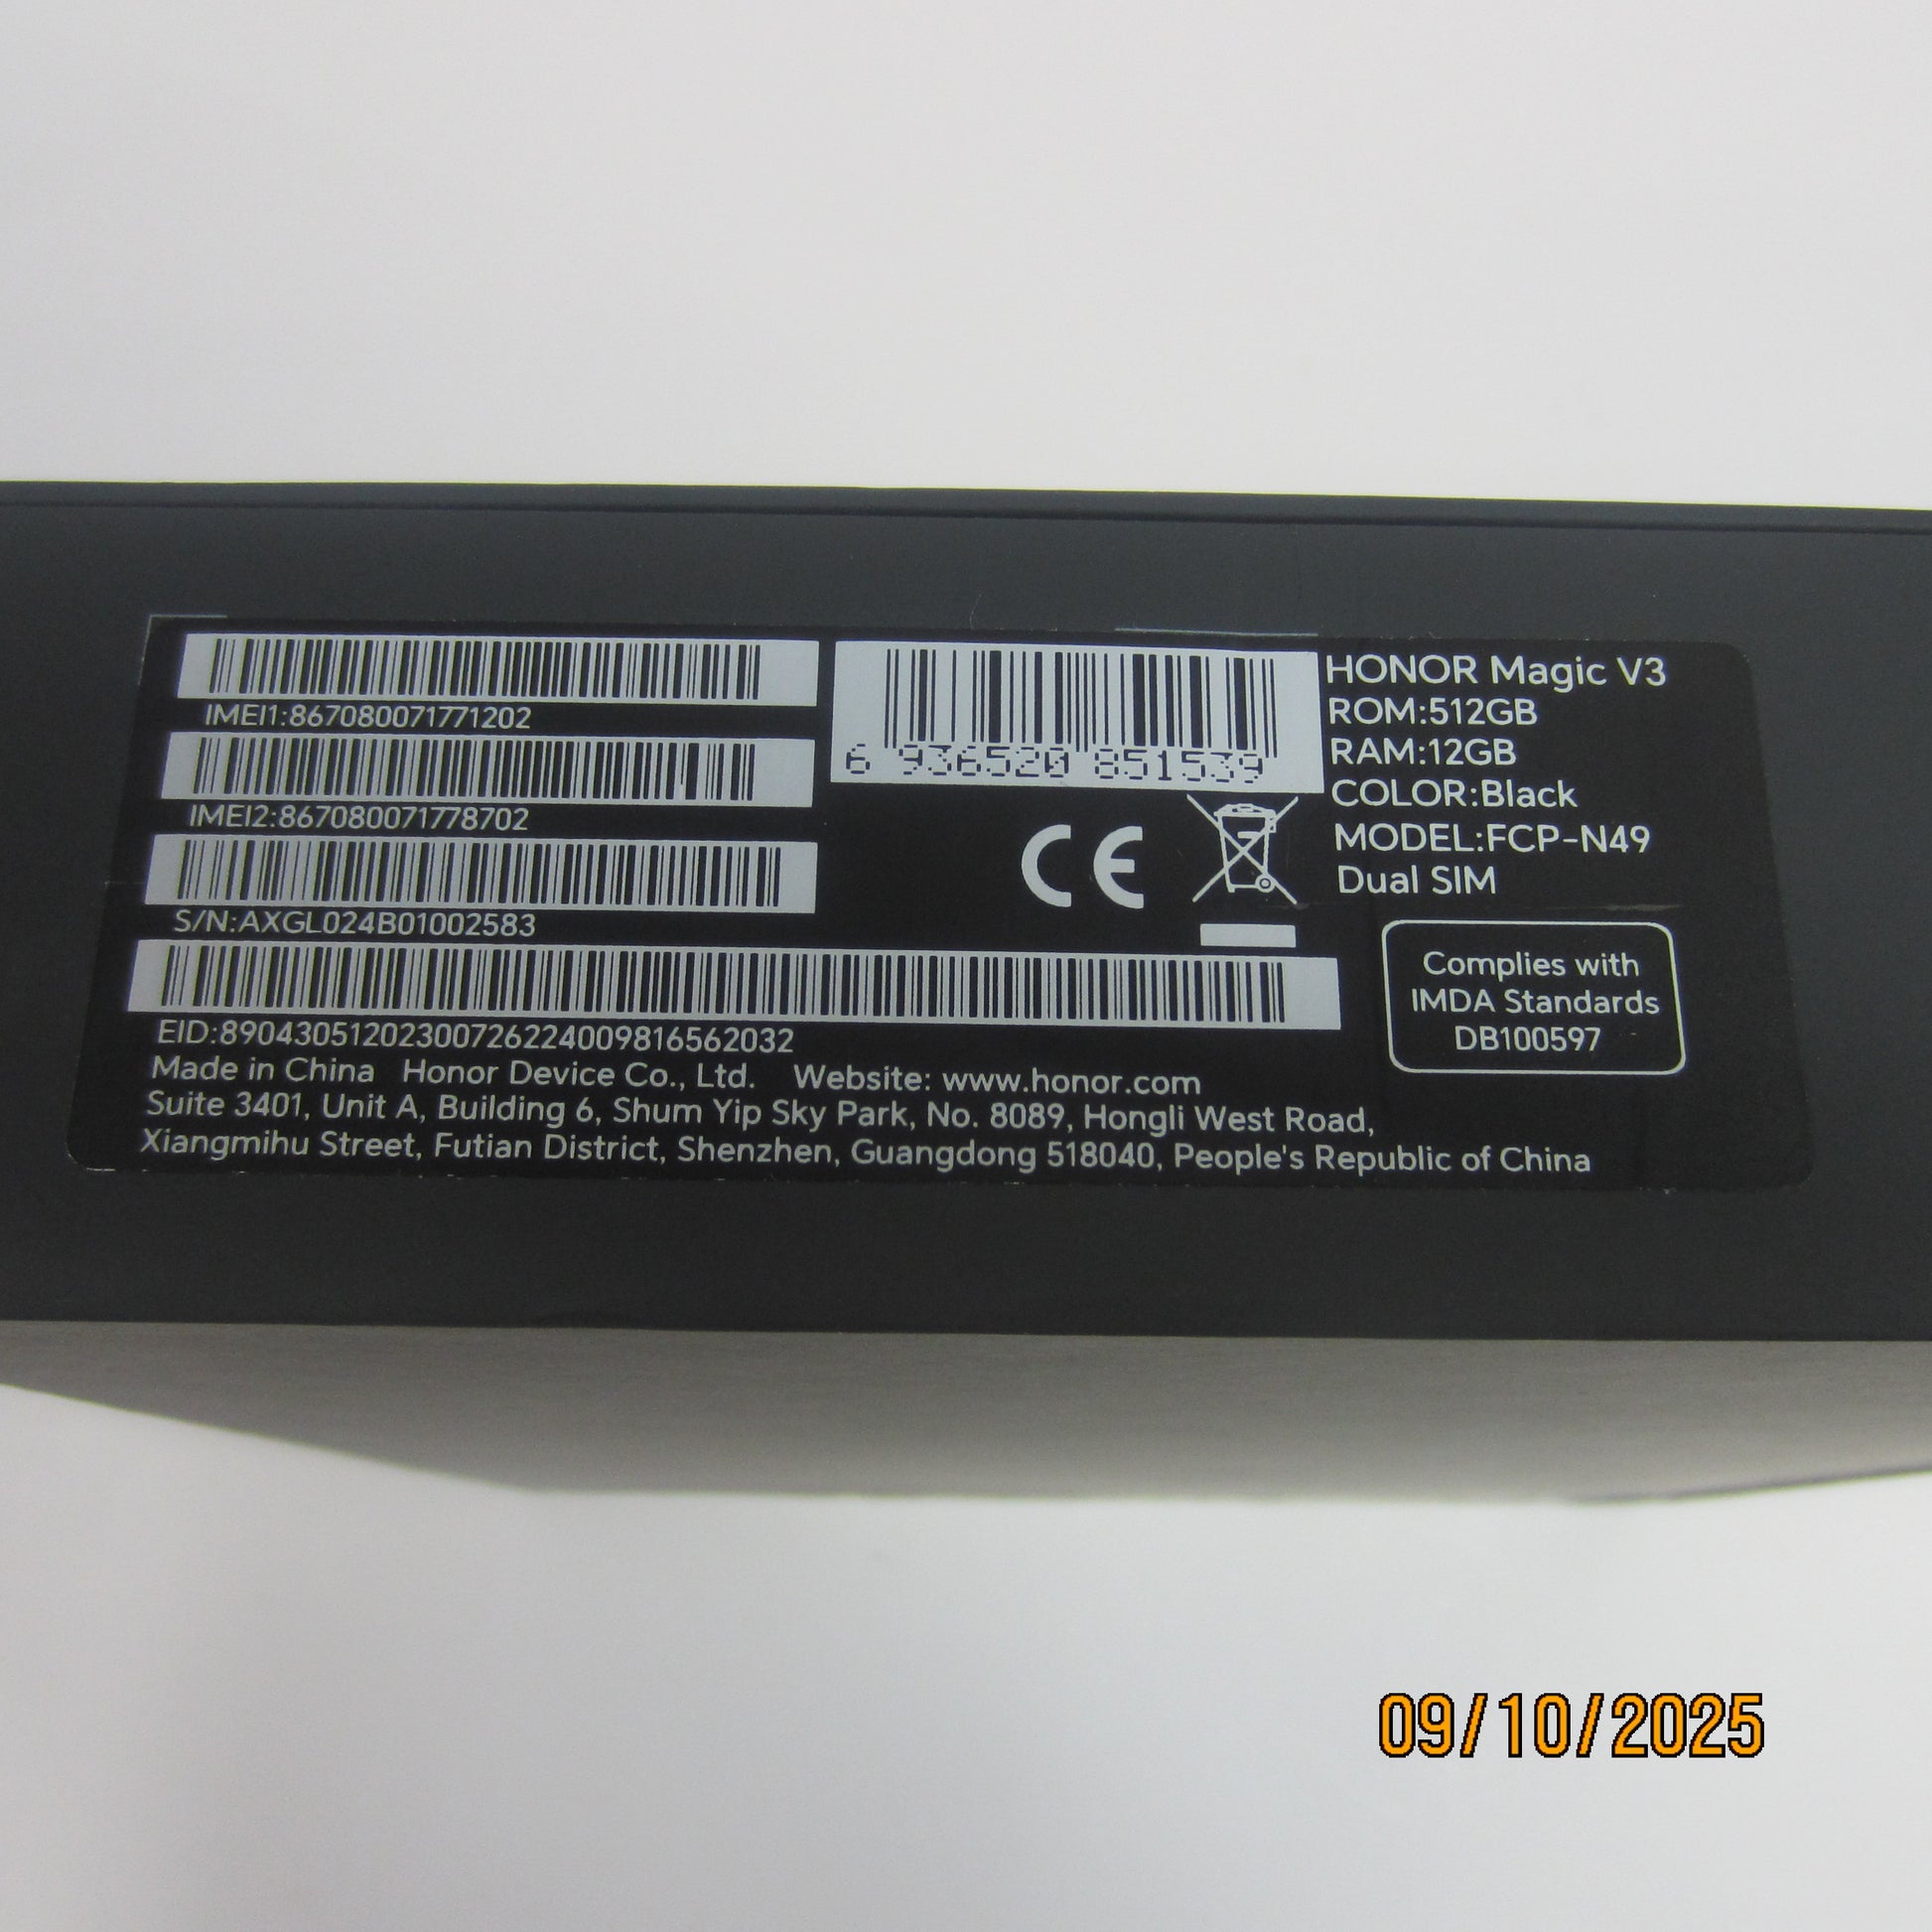 IMEI1:867080071771202
IMEI2:867080071778702
S/N:AXGL024B01002583
EID:89043051202300726224009816562032
6 936520 851539
CE
HONOR Magic V3
ROM:512GB
RAM:12GB
COLOR:Black
MODEL:FCP-N49
Dual SIM
Complies with
IMDA Standards
DB100597
Made in China Honor Device Co., Ltd. Website: www.honor.com
Suite 3401, Unit A, Building 6, Shum Yip Sky Park, No. 8089, Hongli West Road,
Xiangmihu Street, Futian District, Shenzhen, Guangdong 518040, People's Republic of China
09/10/2025